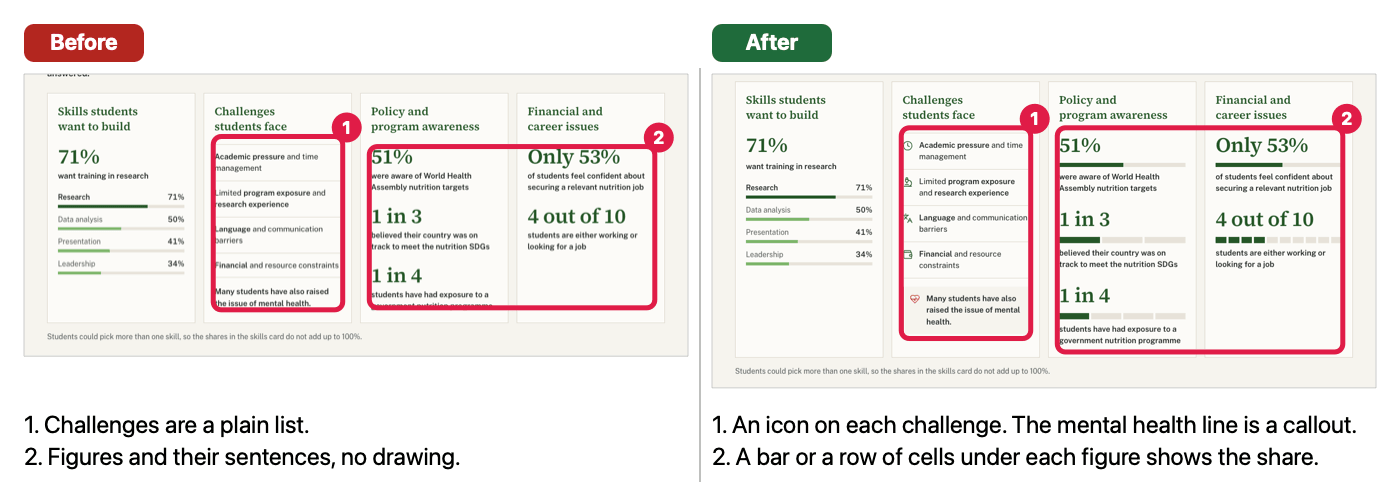 Before
answered.
Skills students
want to build
71%
want training in research
Research 71%
Data analysis 50%
Presentation 41%
Leadership 34%
Challenges
students face
1
Academic pressure and time
management
Limited program exposure and
research experience
Language and communication
barriers
Financial and resource constraints
Many students have also raised
the issue of mental health.
Policy and
program awareness
51%
were aware of World Health
Assembly nutrition targets
1 in 3
believed their country was on
track to meet the nutrition SDGs
1 in 4
students have had exposure to a
government nutrition programme
Financial and
career issues
2
Only 53%
of students feel confident about
securing a relevant nutrition job
4 out of 10
students are either working or
looking for a job
Students could pick more than one skill, so the shares in the skills card do not add up to 100%.
1. Challenges are a plain list.
2. Figures and their sentences, no drawing.
After
Skills students
want to build
71%
want training in research
Research 71%
Data analysis 50%
Presentation 41%
Leadership 34%
Challenges
students face
1
Academic pressure and time
management
Limited program exposure
and research experience
Language and communication
barriers
Financial and resource
constraints
Many students have also
raised the issue of mental
health.
Policy and
program awareness
51%
were aware of World Health
Assembly nutrition targets
1 in 3
believed their country was on
track to meet the nutrition SDGs
1 in 4
students have had exposure to a
government nutrition programme
Financial and
career issues
2
Only 53%
of students feel confident about
securing a relevant nutrition job
4 out of 10
students are either working or
looking for a job
Students could pick more than one skill, so the shares in the skills card do not add up to 100%.
1. An icon on each challenge. The mental health line is a callout.
2. A bar or a row of cells under each figure shows the share.